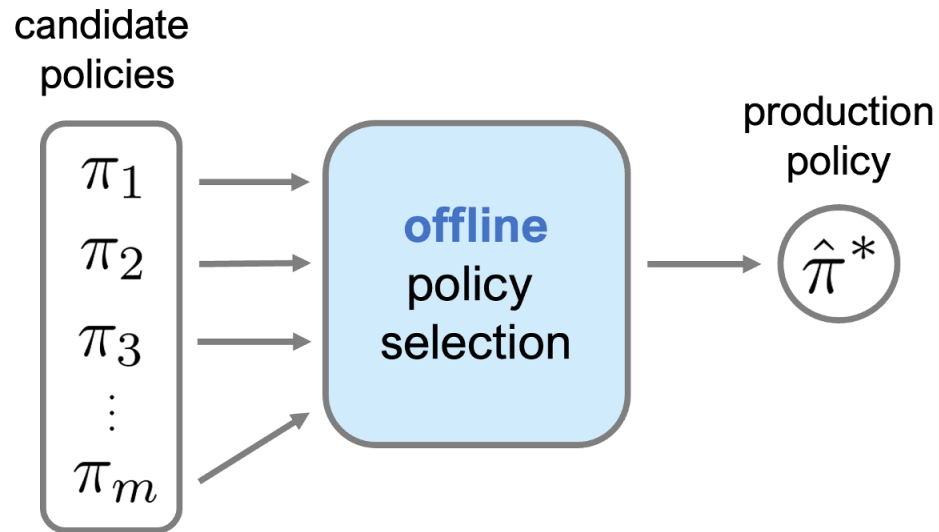 candidate
policies
π₁
π₂
π₃
⋮
πₘ
offline
policy
selection
production
policy
π̂*